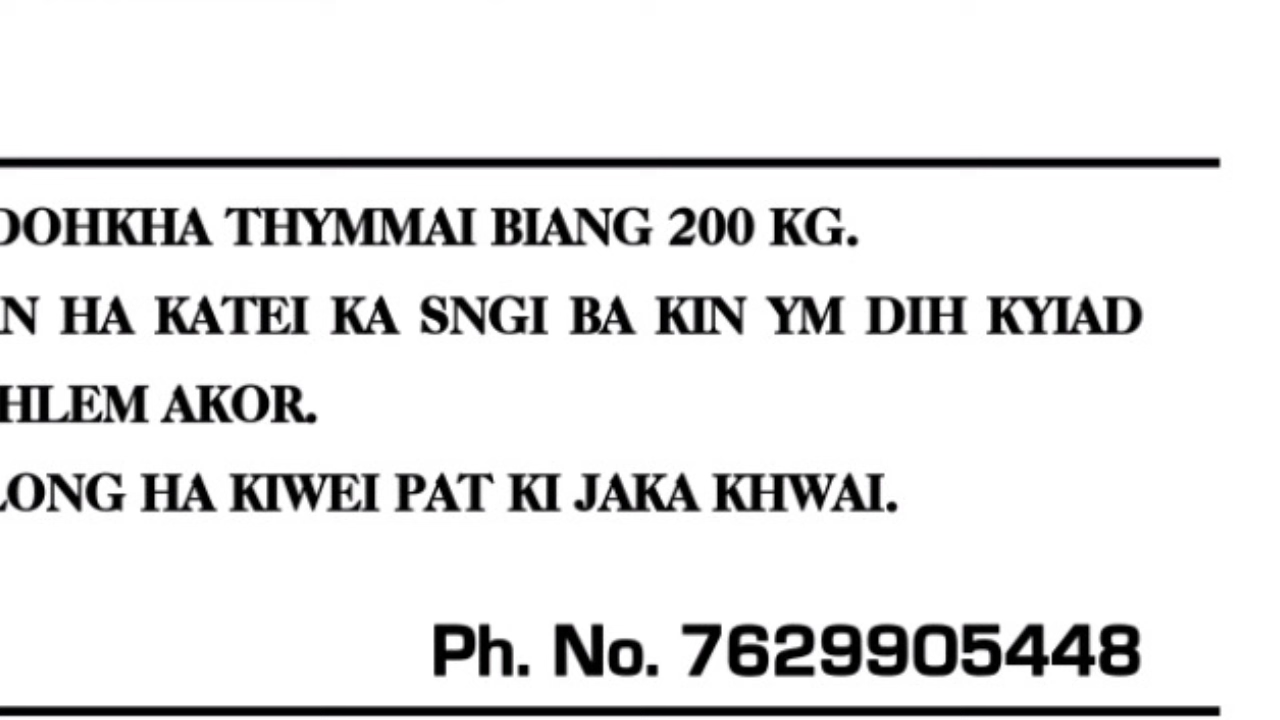 DOHKHA THYMMAI BIANG 200 KG.
N HA KATEI KA SNGI BA KIN YM DIH KYIAD
HLEM AKOR.
LONG HA KIWEI PAT KI JAKA KHWAI.
Ph. No. 7629905448